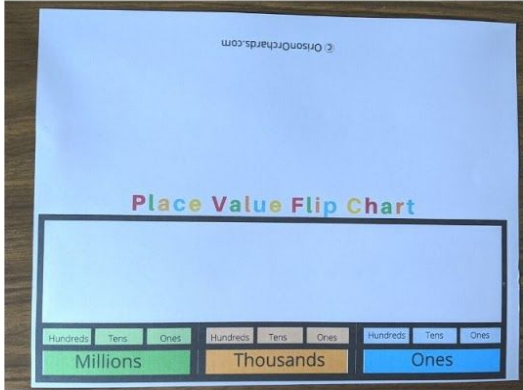 © OrisonOrchards.com
Place Value Flip Chart
Hundreds Tens Ones Hundreds Tens Ones Hundreds Tens Ones
Millions Thousands Ones